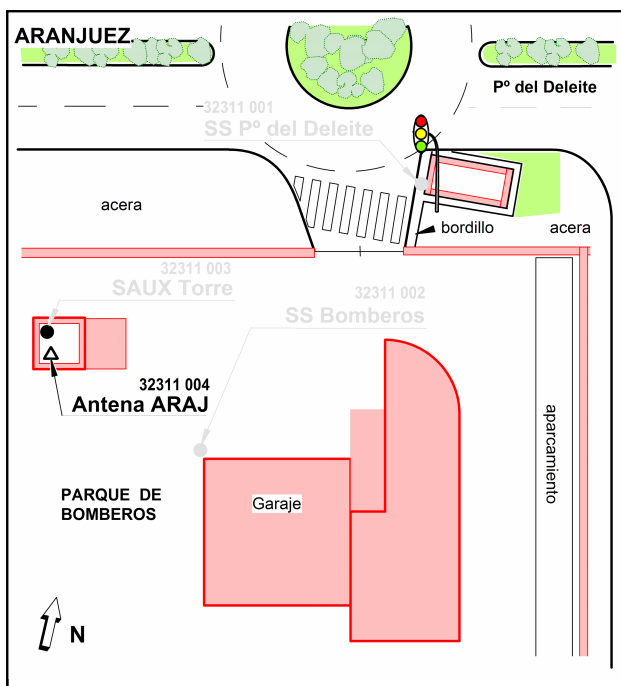 ARANJUEZ
Pº del Deleite
32311 001
SS Pº del Deleite
acera
bordillo
acera
32311 003
SAUX Torre
32311 002
SS Bomberos
32311 004
Antena ARAJ
aparcamiento
PARQUE DE
BOMBEROS
Garaje
N